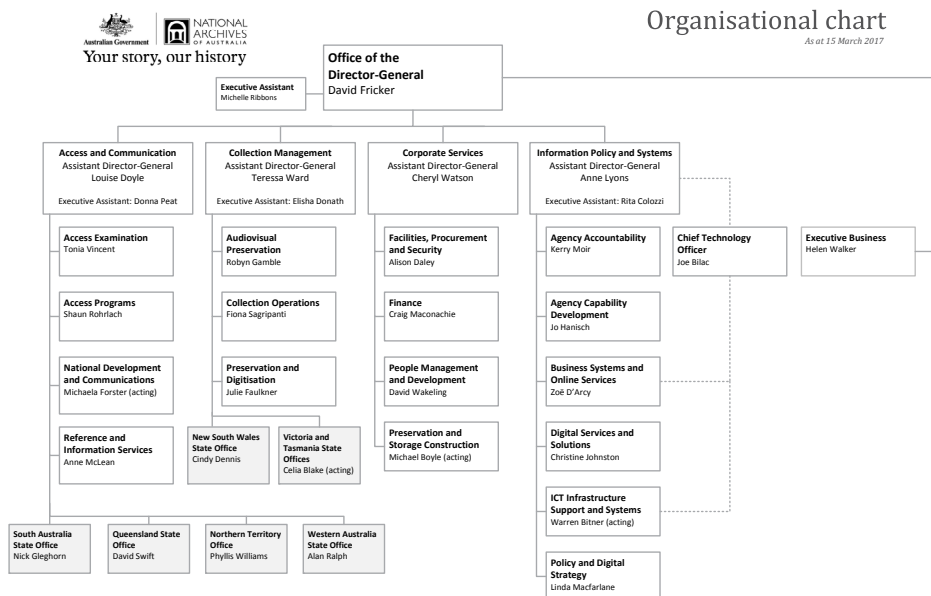 Australian Government
NATIONAL
ARCHIVES
OF AUSTRALIA
Your story, our history
Organisational chart
As at 15 March 2017
Office of the
Director-General
David Fricker
Executive Assistant
Michelle Ribbons
Access and Communication
Assistant Director-General
Louise Doyle
Executive Assistant: Donna Peat
Collection Management
Assistant Director-General
Teressa Ward
Executive Assistant: Elisha Donath
Corporate Services
Assistant Director-General
Cheryl Watson
Information Policy and Systems
Assistant Director-General
Anne Lyons
Executive Assistant: Rita Colozzi
Access Examination
Tonia Vincent
Audiovisual
Preservation
Robyn Gamble
Facilities, Procurement
and Security
Alison Daley
Agency Accountability
Kerry Moir
Chief Technology
Officer
Joe Bilac
Executive Business
Helen Walker
Access Programs
Shaun Rohrlach
Collection Operations
Fiona Sagripanti
Finance
Craig Maconachie
Agency Capability
Development
Jo Hanisch
National Development
and Communications
Michaela Forster (acting)
Preservation and
Digitisation
Julie Faulkner
People Management
and Development
David Wakeling
Business Systems and
Online Services
Zoë D’Arcy
Reference and
Information Services
Anne McLean
New South Wales
State Office
Cindy Dennis
Victoria and
Tasmania State
Offices
Celia Blake (acting)
Preservation and
Storage Construction
Michael Boyle (acting)
Digital Services and
Solutions
Christine Johnston
ICT Infrastructure
Support and Systems
Warren Bitner (acting)
South Australia
State Office
Nick Gleghorn
Queensland State
Office
David Swift
Northern Territory
Office
Phyllis Williams
Western Australia
State Office
Alan Ralph
Policy and Digital
Strategy
Linda Macfarlane